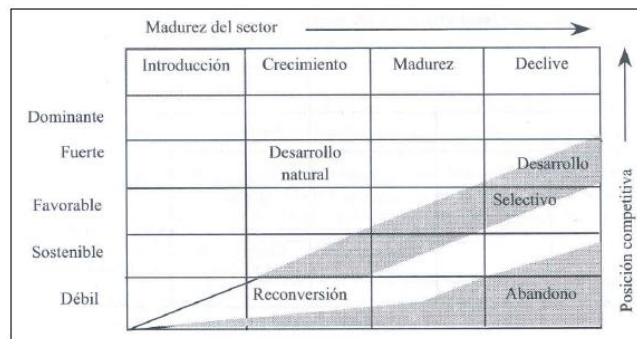 Madurez del sector
Introducción Crecimiento Madurez Declive
Dominante
Fuerte
Desarrollo
natural
Desarrollo
Favorable
Selectivo
Sostenible
Débil
Reconversión
Abandono
Posición competitiva